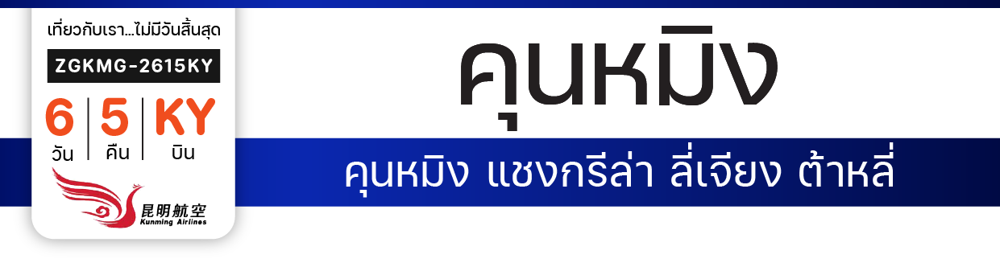 เที่ยวกับเรา...ไม่มีวันสิ้นสุด
ZGKMG-2615KY
6 วัน
5 คืน
KY บิน
昆明航空
Kunming Airlines
คุนหมิง
คุนหมิง แชงกรีล่า ลี่เจียง ต้าหลี่